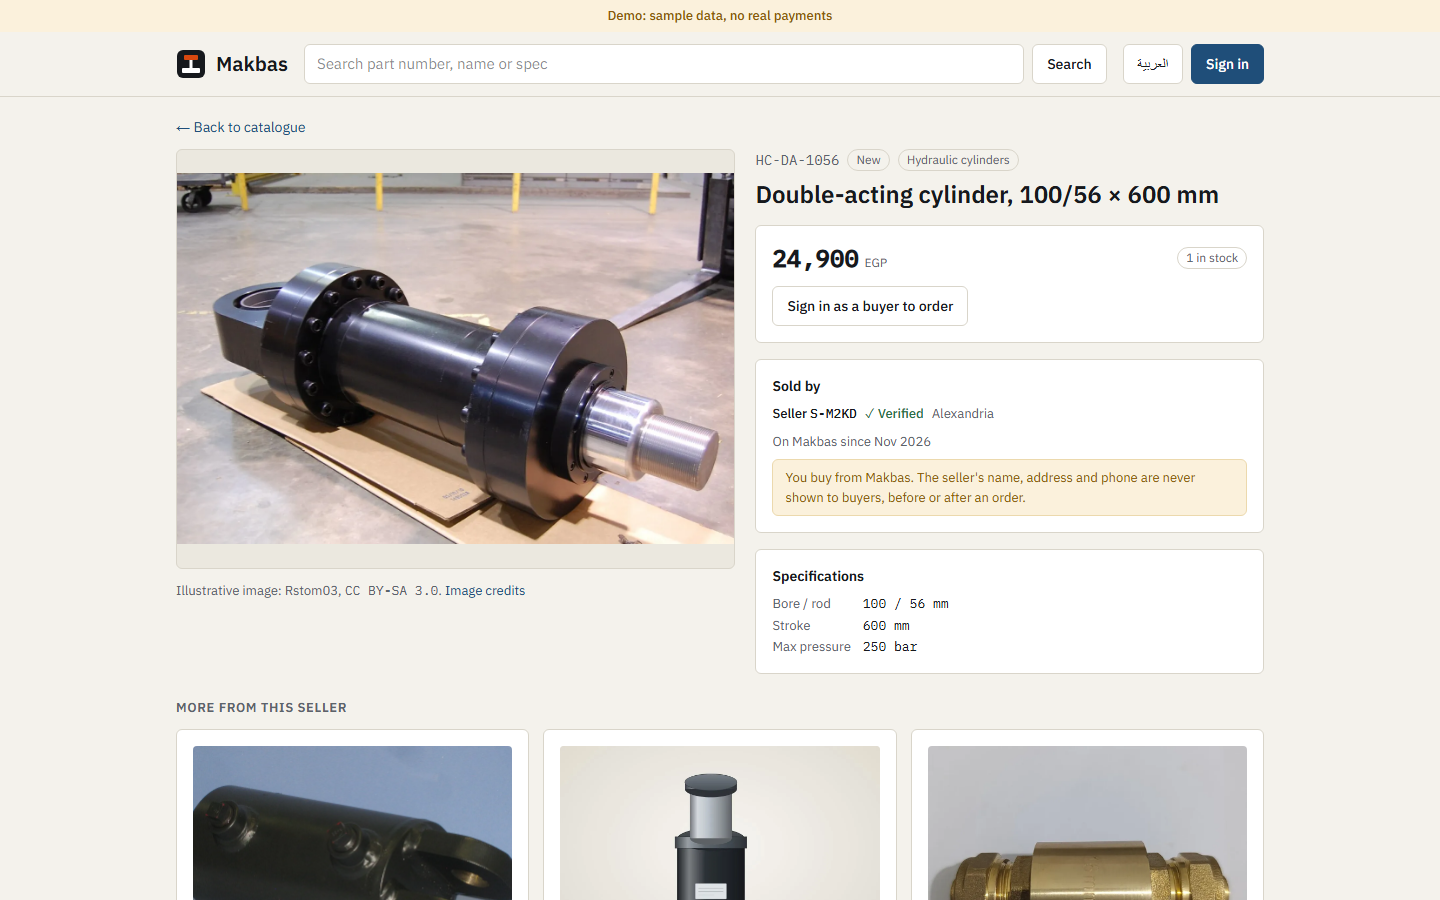 Demo: sample data, no real payments
Makbas
Search part number, name or spec
Search
العربية
Sign in
← Back to catalogue
HC-DA-1056 New Hydraulic cylinders
Double-acting cylinder, 100/56 × 600 mm
24,900 EGP
1 in stock
Sign in as a buyer to order
Sold by
Seller S-M2KD ✓ Verified Alexandria
On Makbas since Nov 2026
You buy from Makbas. The seller's name, address and phone are never
shown to buyers, before or after an order.
Illustrative image: Rstom03, CC BY-SA 3.0. Image credits
Specifications
Bore / rod 100 / 56 mm
Stroke 600 mm
Max pressure 250 bar
MORE FROM THIS SELLER